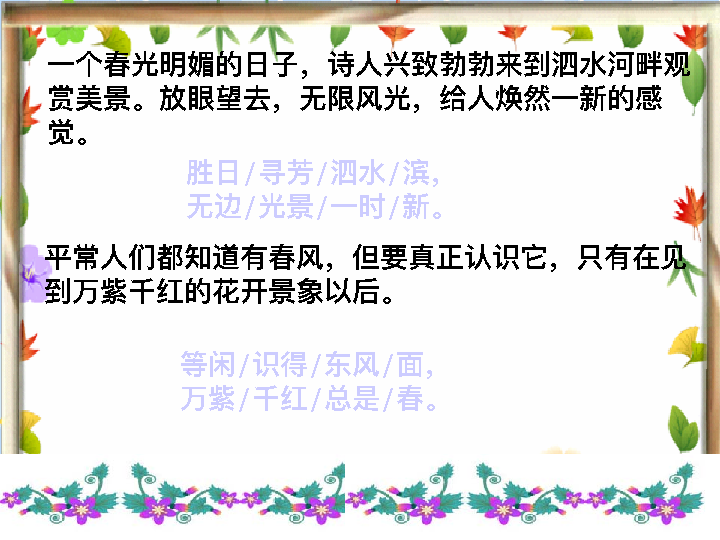 一个春光明媚的日子，诗人兴致勃勃来到泗水河畔观
赏美景。放眼望去，无限风光，给人焕然一新的感
觉。
胜日/寻芳/泗水/滨，
无边/光景/一时/新。
平常人们都知道有春风，但要真正认识它，只有在见
到万紫千红的花开景象以后。
等闲/识得/东风/面，
万紫/千红/总是/春。